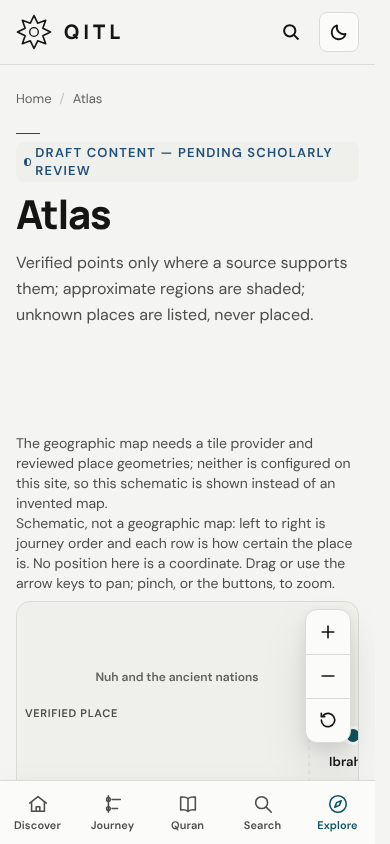 QITL
Home / Atlas
DRAFT CONTENT — PENDING SCHOLARLY
REVIEW
Atlas
Verified points only where a source supports
them; approximate regions are shaded;
unknown places are listed, never placed.
The geographic map needs a tile provider and
reviewed place geometries; neither is configured on
this site, so this schematic is shown instead of an
invented map.
Schematic, not a geographic map: left to right is
journey order and each row is how certain the place
is. No position here is a coordinate. Drag or use the
arrow keys to pan; pinch, or the buttons, to zoom.
Nuh and the ancient nations
VERIFIED PLACE
Ibrah
Discover Journey Quran Search Explore